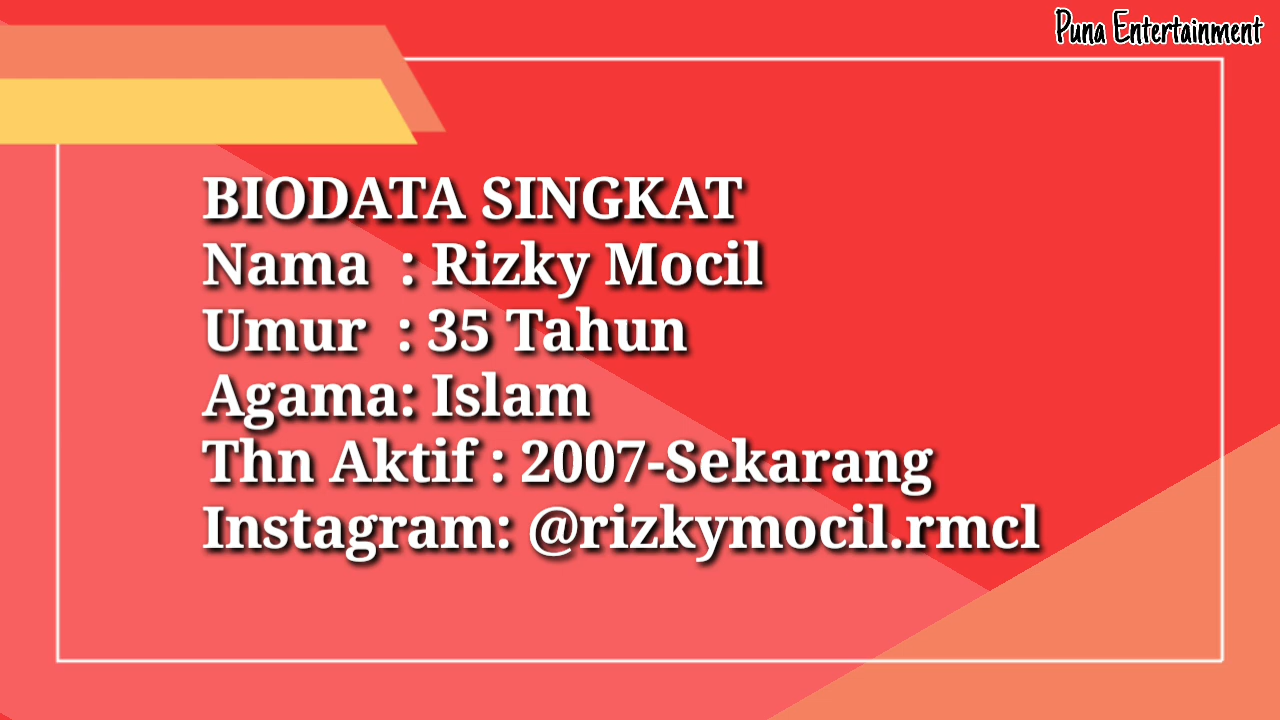 Puna Entertainment
BIODATA SINGKAT
Nama  : Rizky Mocil
Umur  : 35 Tahun
Agama: Islam
Thn Aktif : 2007-Sekarang
Instagram: @rizkymocil.rmcl